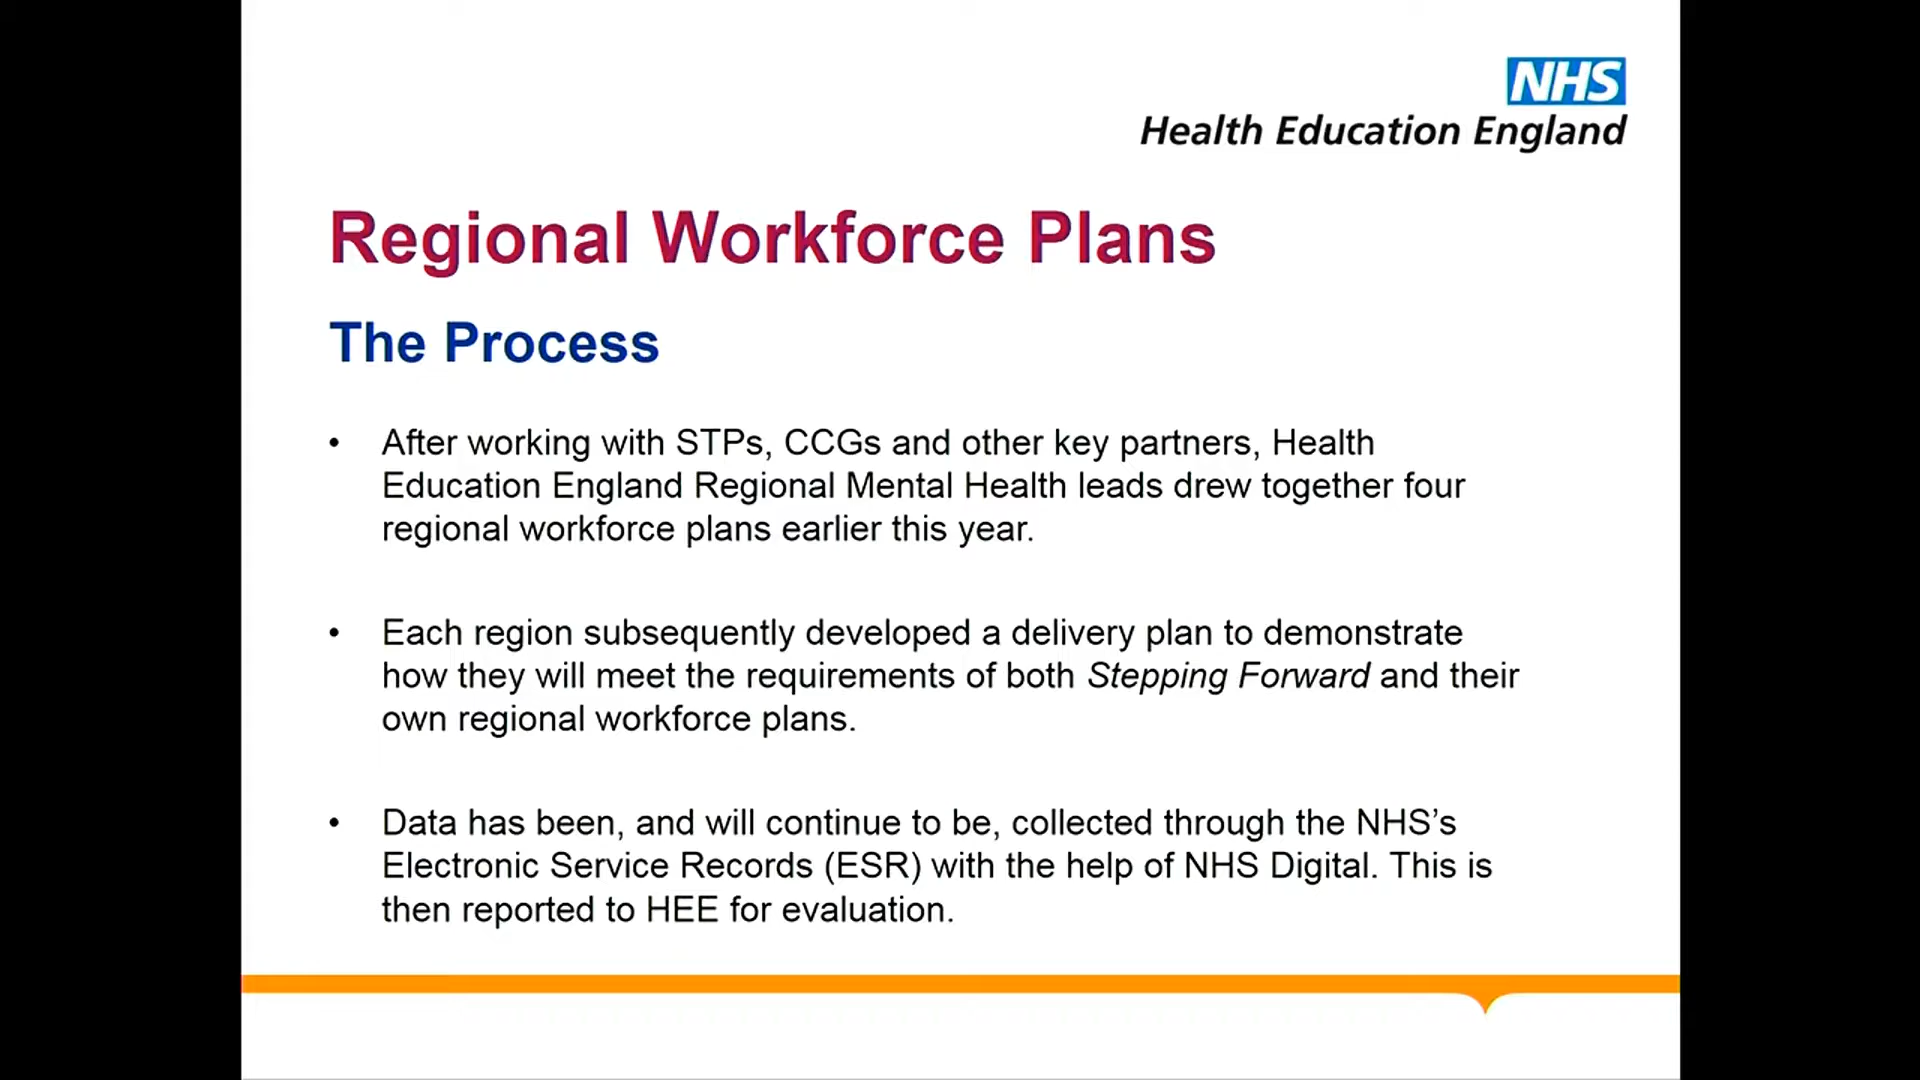 NHS
Health Education England
Regional Workforce Plans
The Process
• After working with STPs, CCGs and other key partners, Health
Education England Regional Mental Health leads drew together four
regional workforce plans earlier this year.
• Each region subsequently developed a delivery plan to demonstrate
how they will meet the requirements of both Stepping Forward and their
own regional workforce plans.
• Data has been, and will continue to be, collected through the NHS’s
Electronic Service Records (ESR) with the help of NHS Digital. This is
then reported to HEE for evaluation.